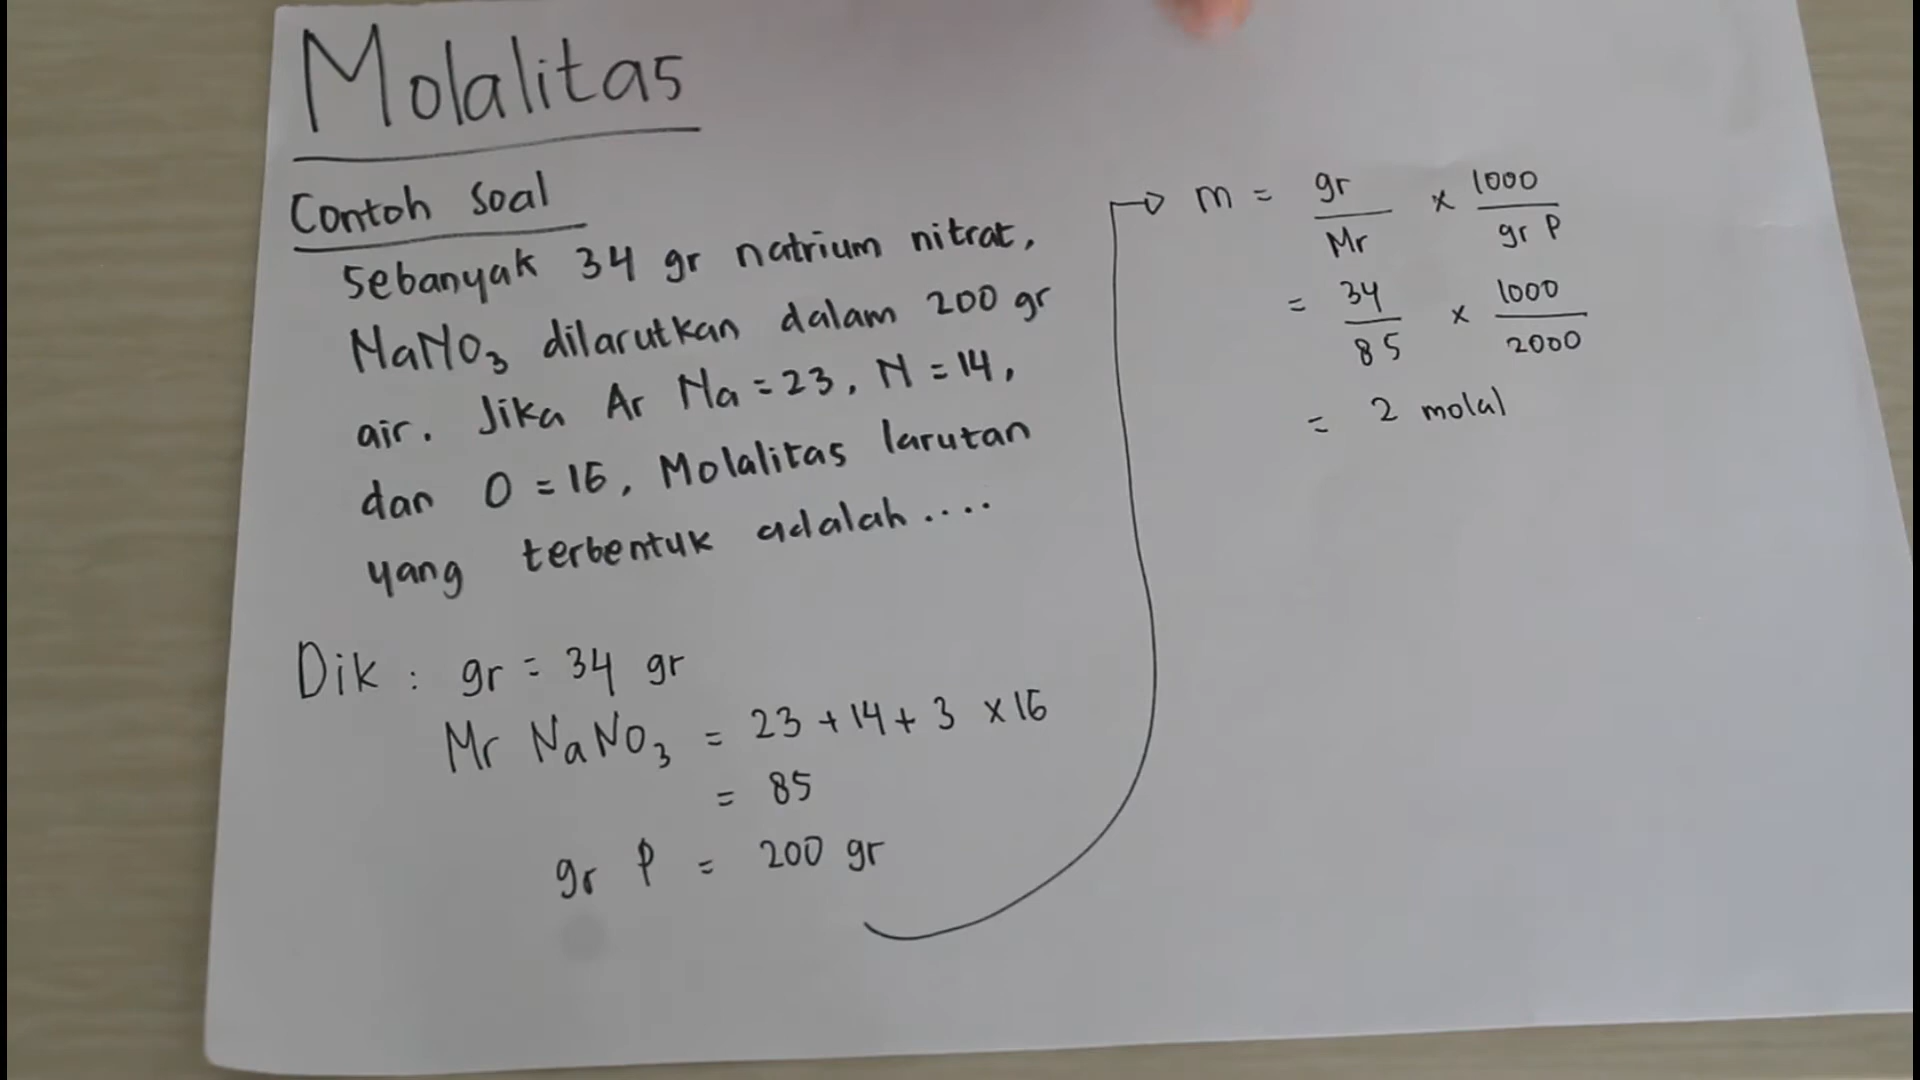 Molalitas
Contoh Soal
Sebanyak 34 gr natrium nitrat,
NaNO₃ dilarutkan dalam 200 gr
air. Jika Ar Na = 23, N = 14,
dan O = 16, Molalitas larutan
yang terbentuk adalah....
Dik : gr = 34 gr
Mr NaNO₃ = 23 + 14 + 3 x 16
= 85
gr P = 200 gr
m = gr/Mr x 1000/gr P
= 34/85 x 1000/2000
= 2 molal